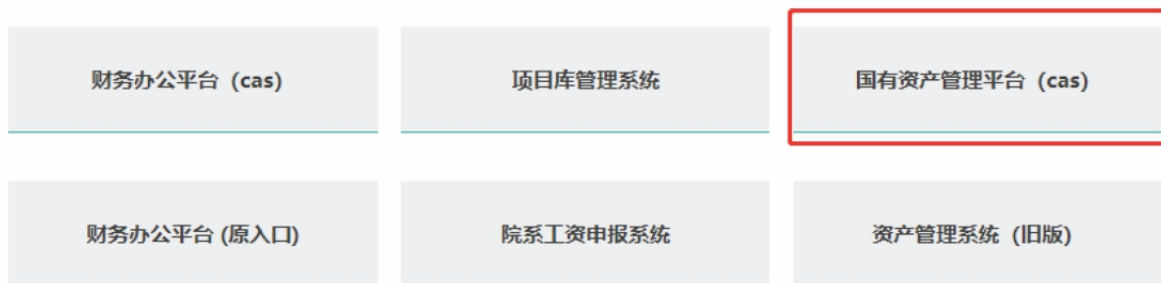 财务办公平台（cas）
项目库管理系统
国有资产管理平台（cas）
财务办公平台 (原入口)
院系工资申报系统
资产管理系统（旧版）